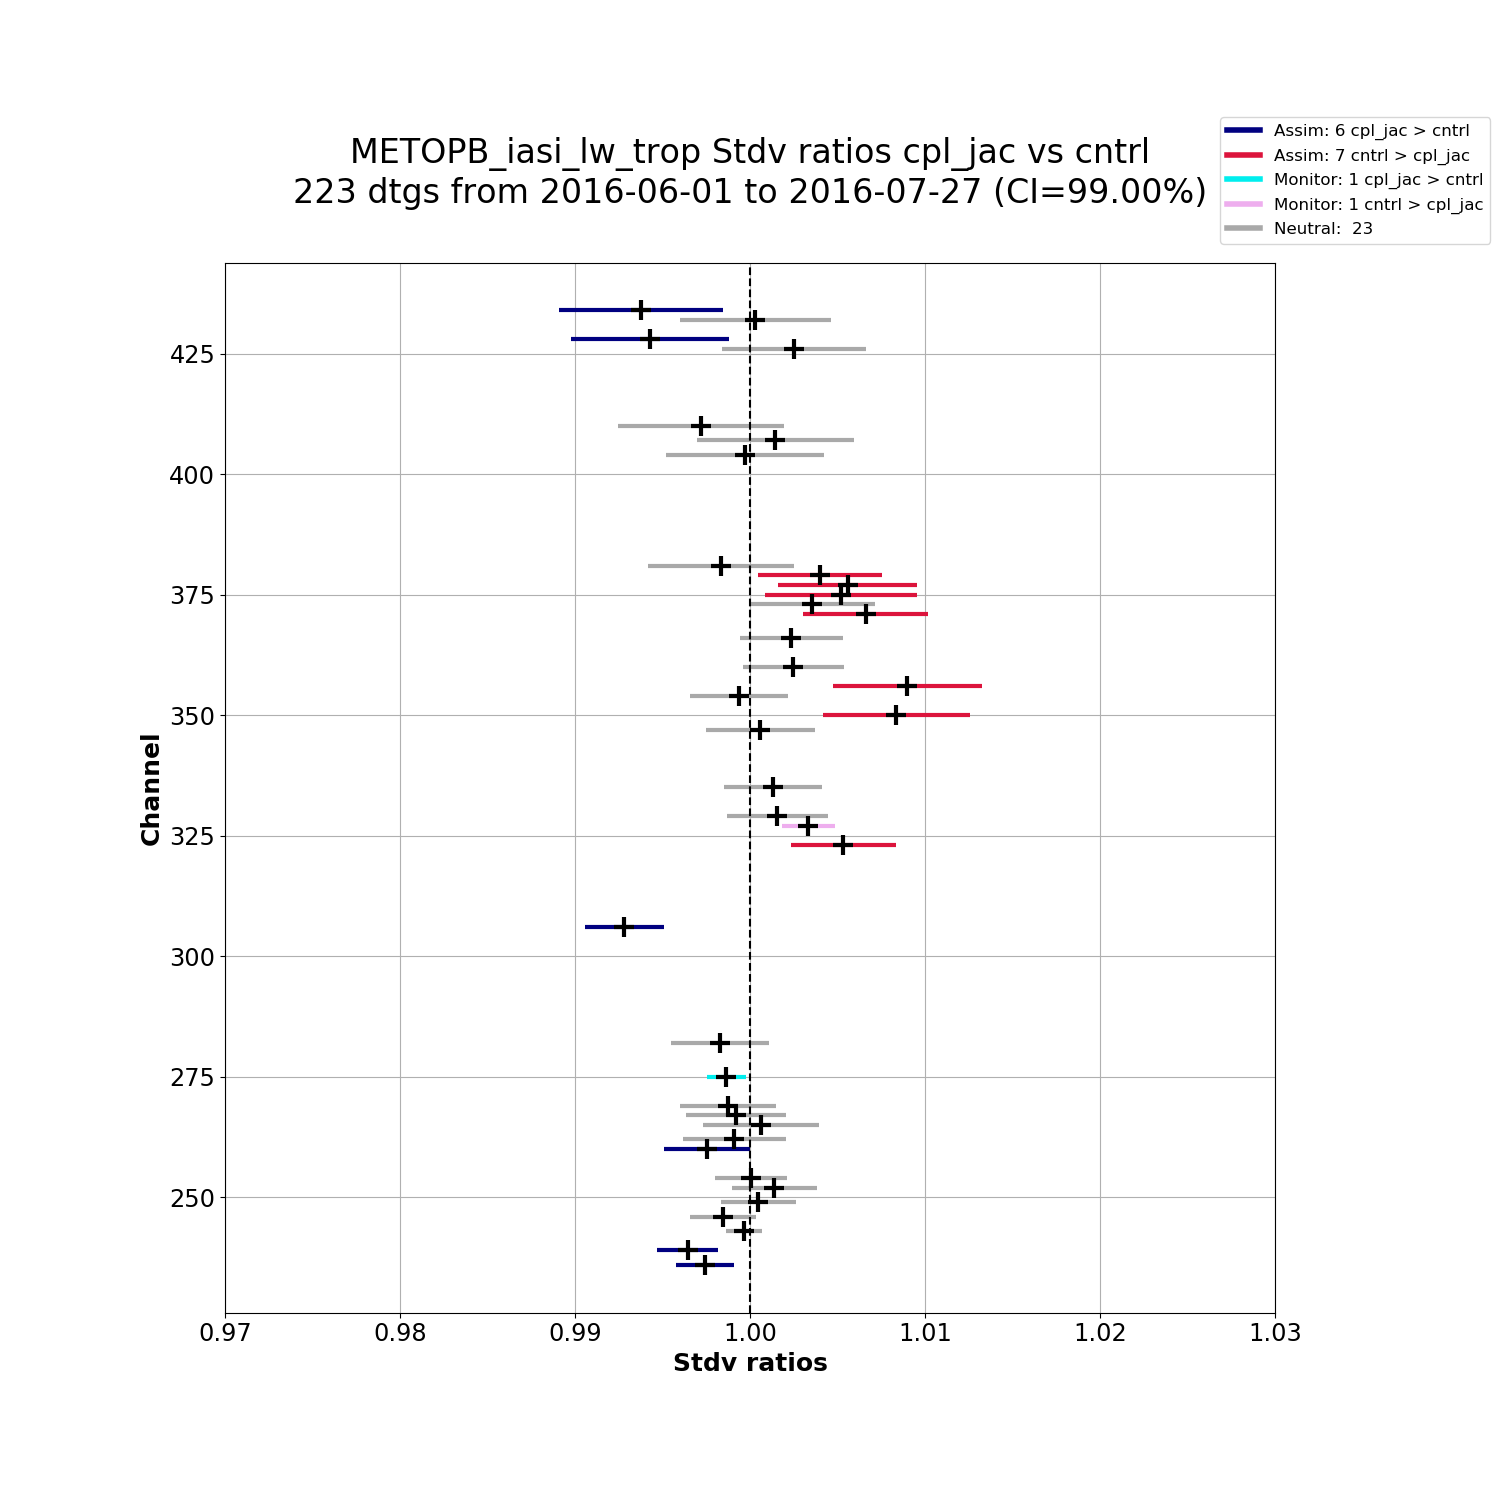 METOPB_iasi_lw_trop Stdv ratios cpl_jac vs cntrl
223 dtgs from 2016-06-01 to 2016-07-27 (CI=99.00%)
Assim: 6 cpl_jac > cntrl
Assim: 7 cntrl > cpl_jac
Monitor: 1 cpl_jac > cntrl
Monitor: 1 cntrl > cpl_jac
Neutral:  23
425
400
375
350
325
300
275
250
Channel
0.97 0.98 0.99 1.00 1.01 1.02 1.03
Stdv ratios